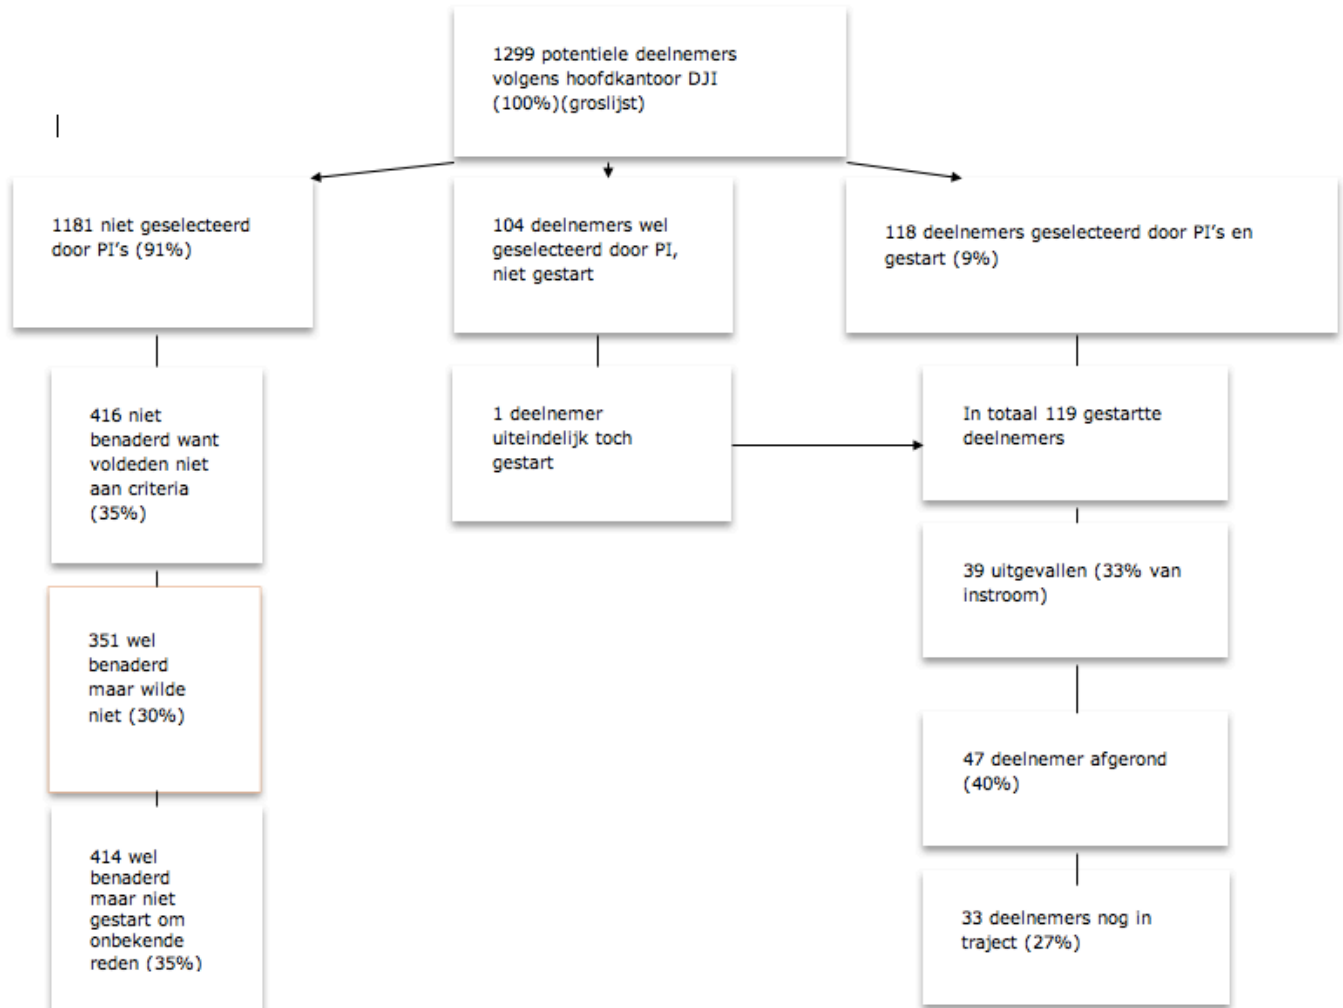 1299 potentiele deelnemers
volgens hoofdkantoor DJI
(100%)(groslijst)
1181 niet geselecteerd
door PI's (91%)
104 deelnemers wel
geselecteerd door PI,
niet gestart
118 deelnemers geselecteerd door PI's en
gestart (9%)
416 niet
benaderd want
voldeden niet
aan criteria
(35%)
1 deelnemer
uiteindelijk toch
gestart
In totaal 119 gestartte
deelnemers
39 uitgevallen (33% van
instroom)
351 wel
benaderd
maar wilde
niet (30%)
47 deelnemer afgerond
(40%)
414 wel
benaderd
maar niet
gestart om
onbekende
reden (35%)
33 deelnemers nog in
traject (27%)